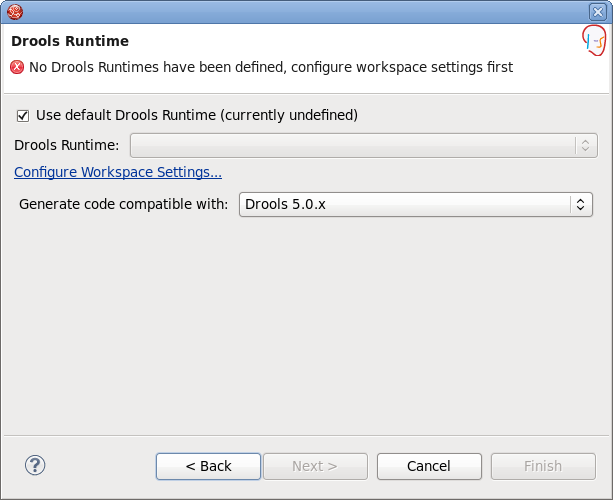 Drools Runtime
No Drools Runtimes have been defined, configure workspace settings first
Use default Drools Runtime (currently undefined)
Drools Runtime:
Configure Workspace Settings...
Generate code compatible with: Drools 5.0.x
? < Back Next > Cancel Finish